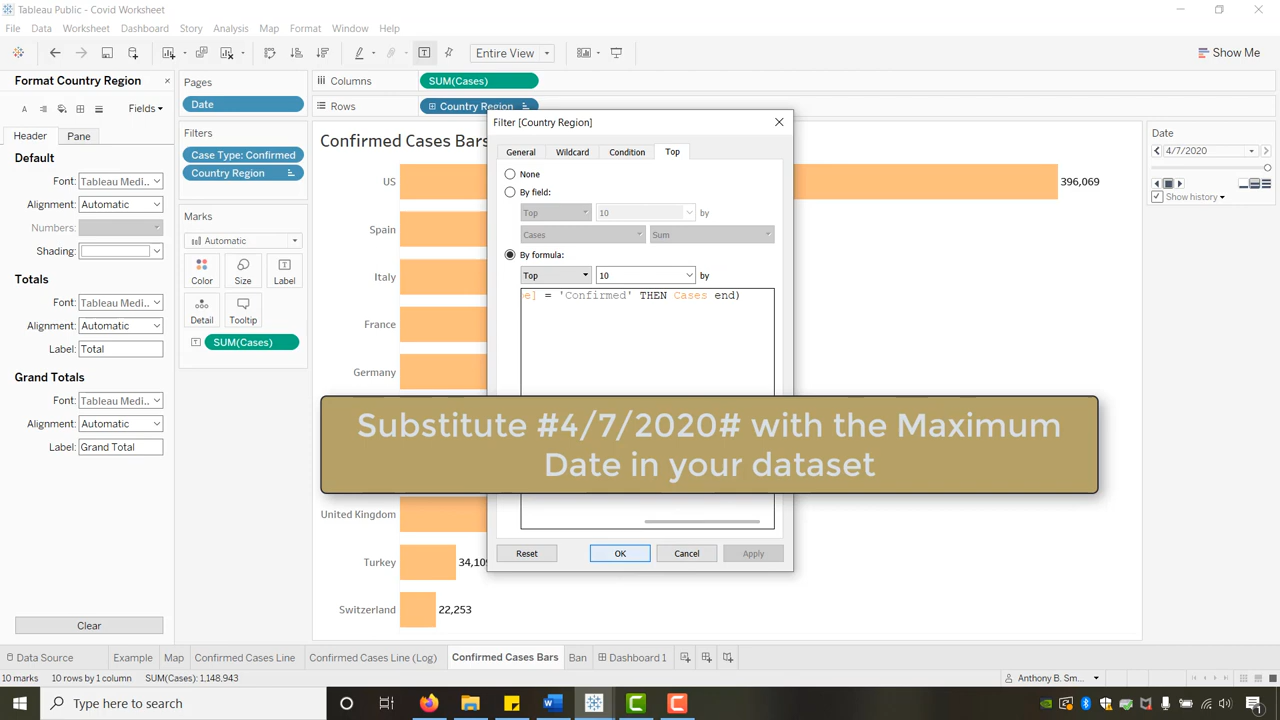 Tableau Public - Covid Worksheet
File Data Worksheet Dashboard Story Analysis Map Format Window Help
Entire View
Show Me
Format Country Region
Fields
Header Pane
Default
Font: Tableau Medi..
Alignment: Automatic
Numbers:
Shading:
Totals
Font: Tableau Medi..
Alignment: Automatic
Label: Total
Grand Totals
Font: Tableau Medi..
Alignment: Automatic
Label: Grand Total
Clear
Pages
Date
Filters
Case Type: Confirmed
Country Region
Marks
Automatic
Color Size Label
Detail Tooltip
SUM(Cases)
Columns SUM(Cases)
Rows Country Region
Confirmed Cases Bars
US 396,069
Spain
Italy
France
Germany
United Kingdom
Turkey 34,109
Switzerland 22,253
Filter [Country Region]
General Wildcard Condition Top
None
By field:
Top 10 by
Cases Sum
By formula:
Top 10 by
= 'Confirmed' THEN Cases end)
Substitute #4/7/2020# with the Maximum
Date in your dataset
Reset OK Cancel Apply
Date
4/7/2020
Show history
Data Source Example Map Confirmed Cases Line Confirmed Cases Line (Log) Confirmed Cases Bars Ban Dashboard 1
10 marks 10 rows by 1 column SUM(Cases): 1.148.943
Anthony B. Sm...
Type here to search